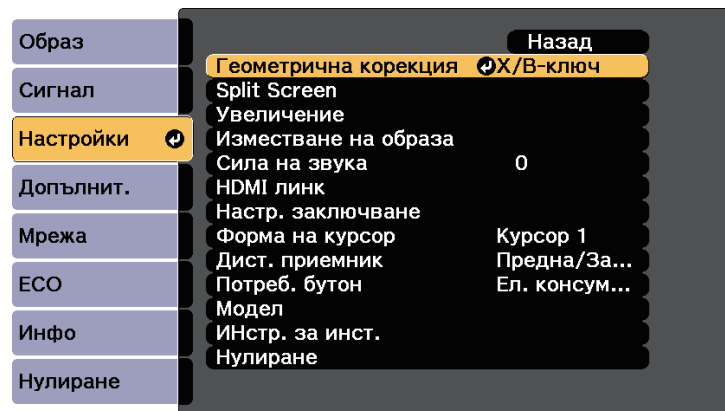 Образ
Сигнал
Настройки
Допълнит.
Мрежа
ECO
Инфо
Нулиране
Назад
Геометрична корекция Х/В-ключ
Split Screen
Увеличение
Изместване на образа
Сила на звука 0
HDMI линк
Настр. заключване
Форма на курсор Курсор 1
Дист. приемник Предна/За...
Потреб. бутон Ел. консум...
Модел
ИНстр. за инст.
Нулиране